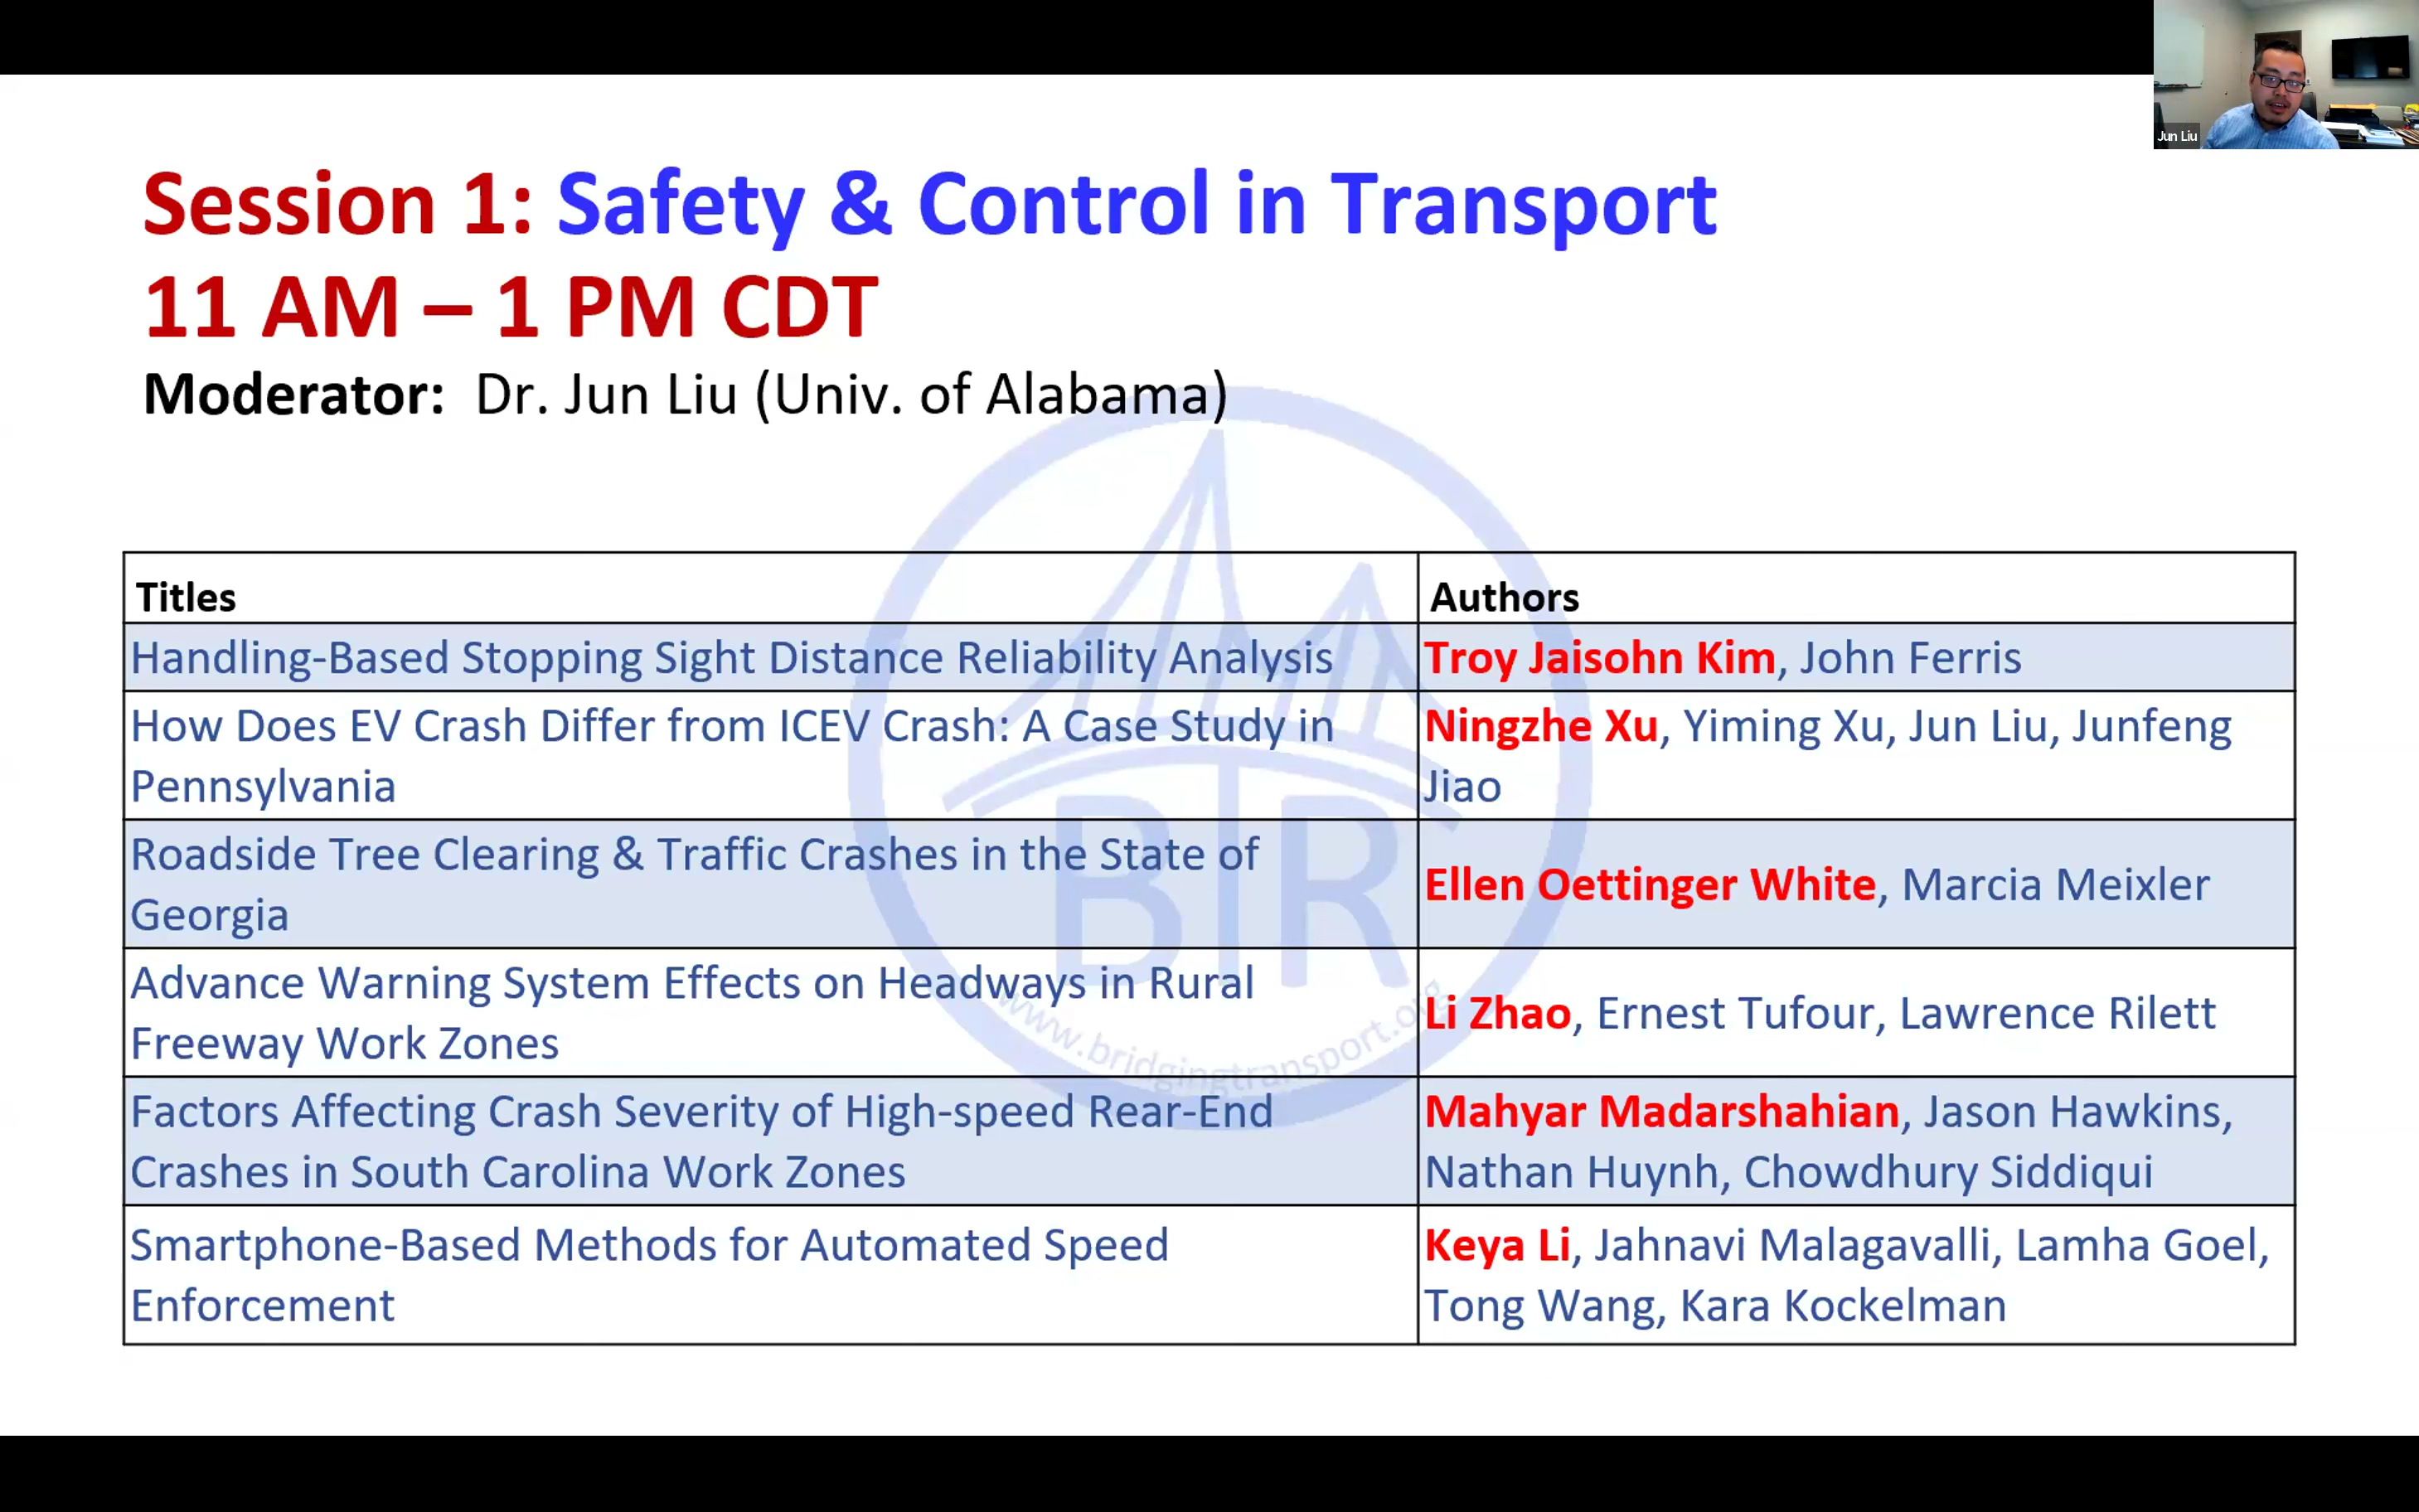 Jun Liu
Session 1: Safety & Control in Transport
11 AM – 1 PM CDT
Moderator: Dr. Jun Liu (Univ. of Alabama)
Titles
Authors
Handling-Based Stopping Sight Distance Reliability Analysis
Troy Jaisohn Kim, John Ferris
How Does EV Crash Differ from ICEV Crash: A Case Study in
Pennsylvania
Ningzhe Xu, Yiming Xu, Jun Liu, Junfeng
Jiao
Roadside Tree Clearing & Traffic Crashes in the State of
Georgia
Ellen Oettinger White, Marcia Meixler
Advance Warning System Effects on Headways in Rural
Freeway Work Zones
Li Zhao, Ernest Tufour, Lawrence Rilett
Factors Affecting Crash Severity of High-speed Rear-End
Crashes in South Carolina Work Zones
Mahyar Madarshahian, Jason Hawkins,
Nathan Huynh, Chowdhury Siddiqui
Smartphone-Based Methods for Automated Speed
Enforcement
Keya Li, Jahnavi Malagavalli, Lamha Goel,
Tong Wang, Kara Kockelman
BTR
www.bridgingtransport.org